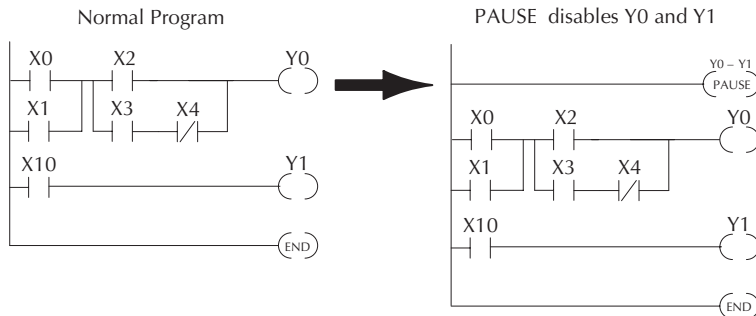 Normal Program
X0
X2
Y0
X1
X3
X4
X10
Y1
END
PAUSE disables Y0 and Y1
Y0 – Y1
PAUSE
X0
X2
Y0
X1
X3
X4
X10
Y1
END